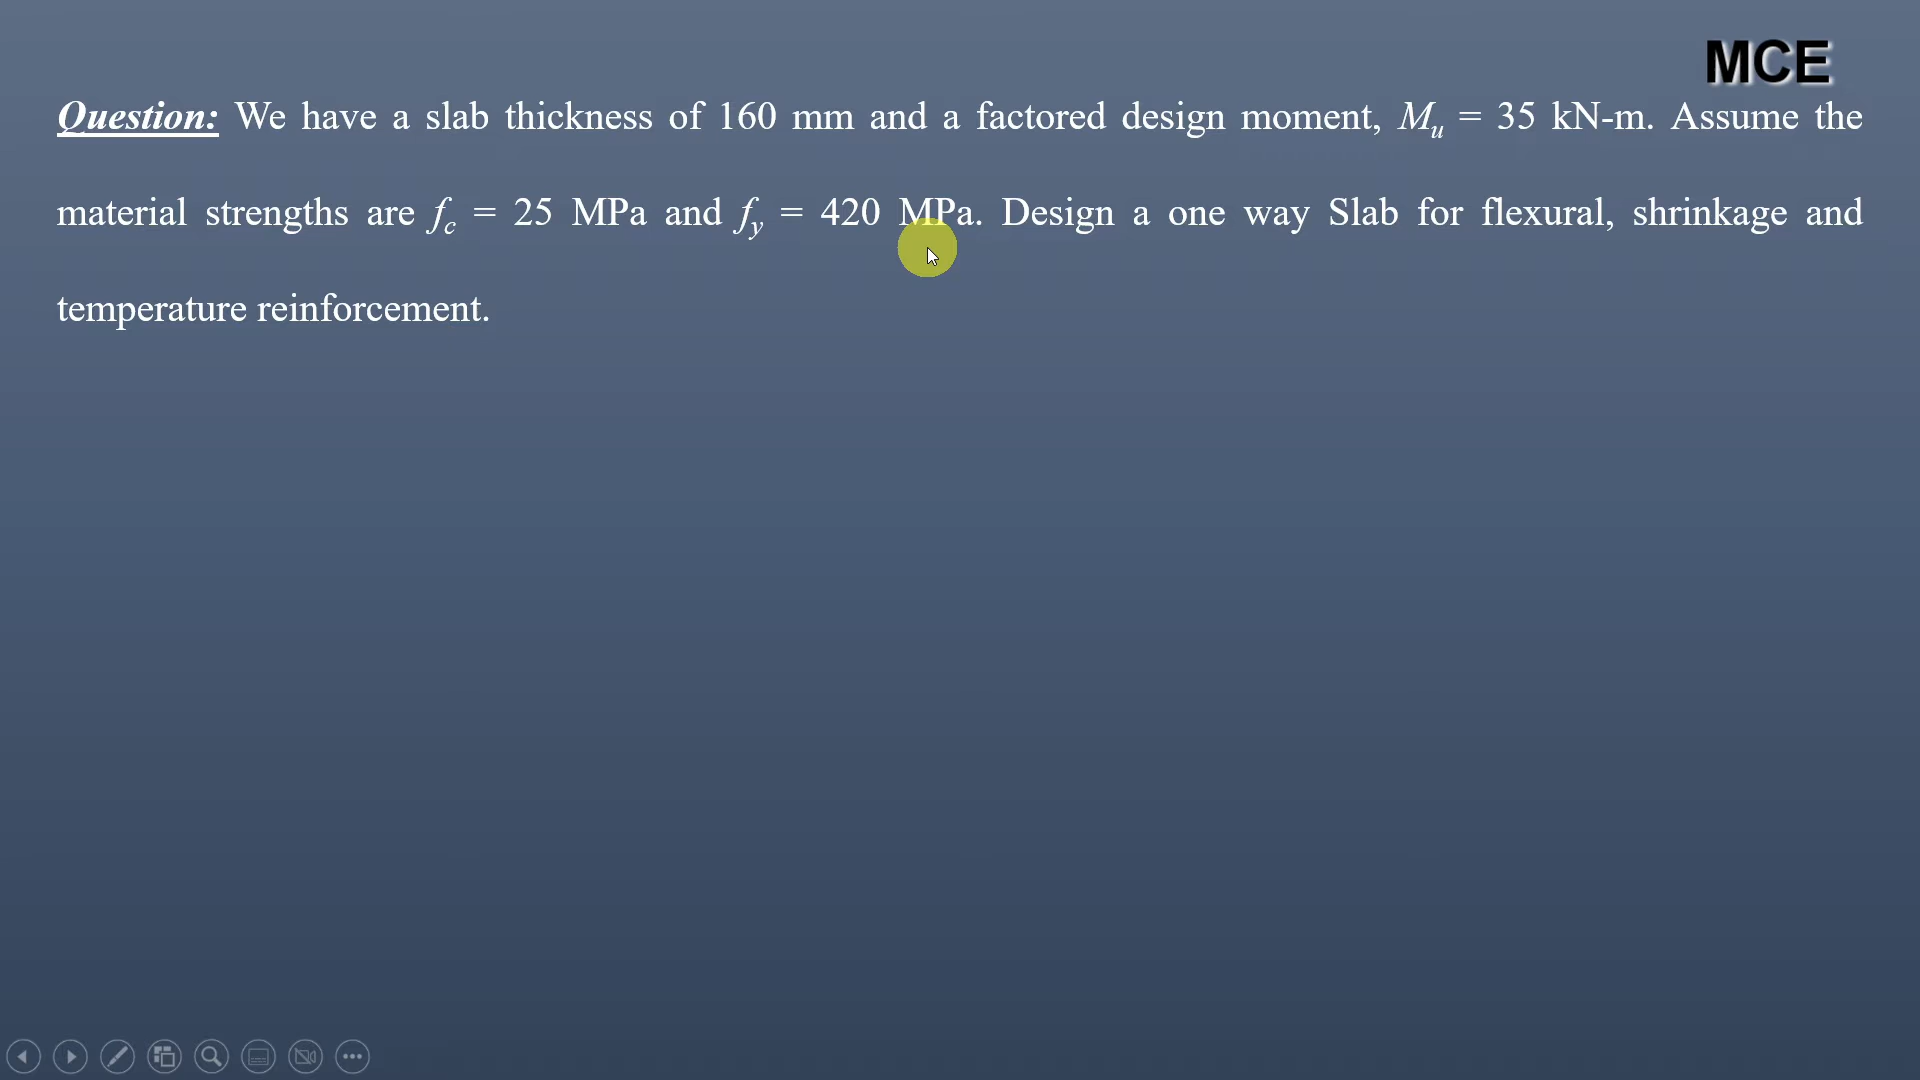 MCE
Question: We have a slab thickness of 160 mm and a factored design moment, Mu = 35 kN-m. Assume the
material strengths are fc = 25 MPa and fy = 420 MPa. Design a one way Slab for flexural, shrinkage and
temperature reinforcement.